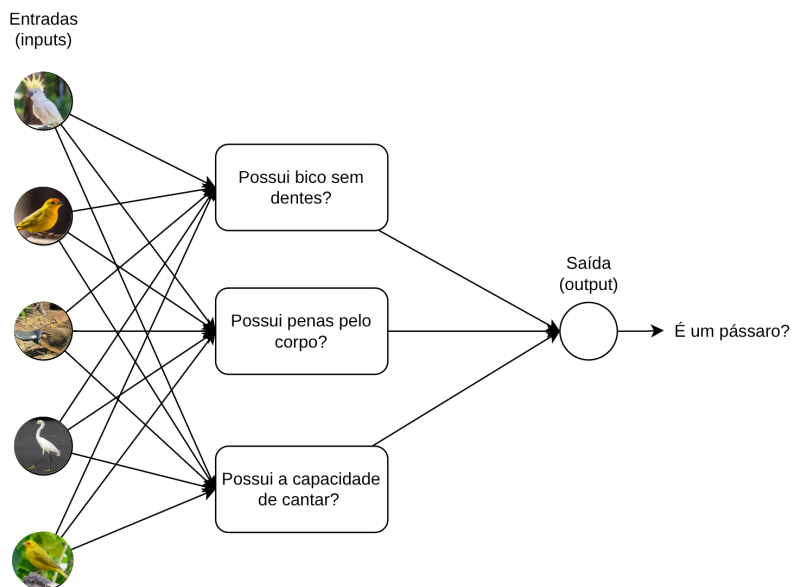 Entradas
(inputs)
Possui bico sem
dentes?
Possui penas pelo
corpo?
Possui a capacidade
de cantar?
Saída
(output)
É um pássaro?